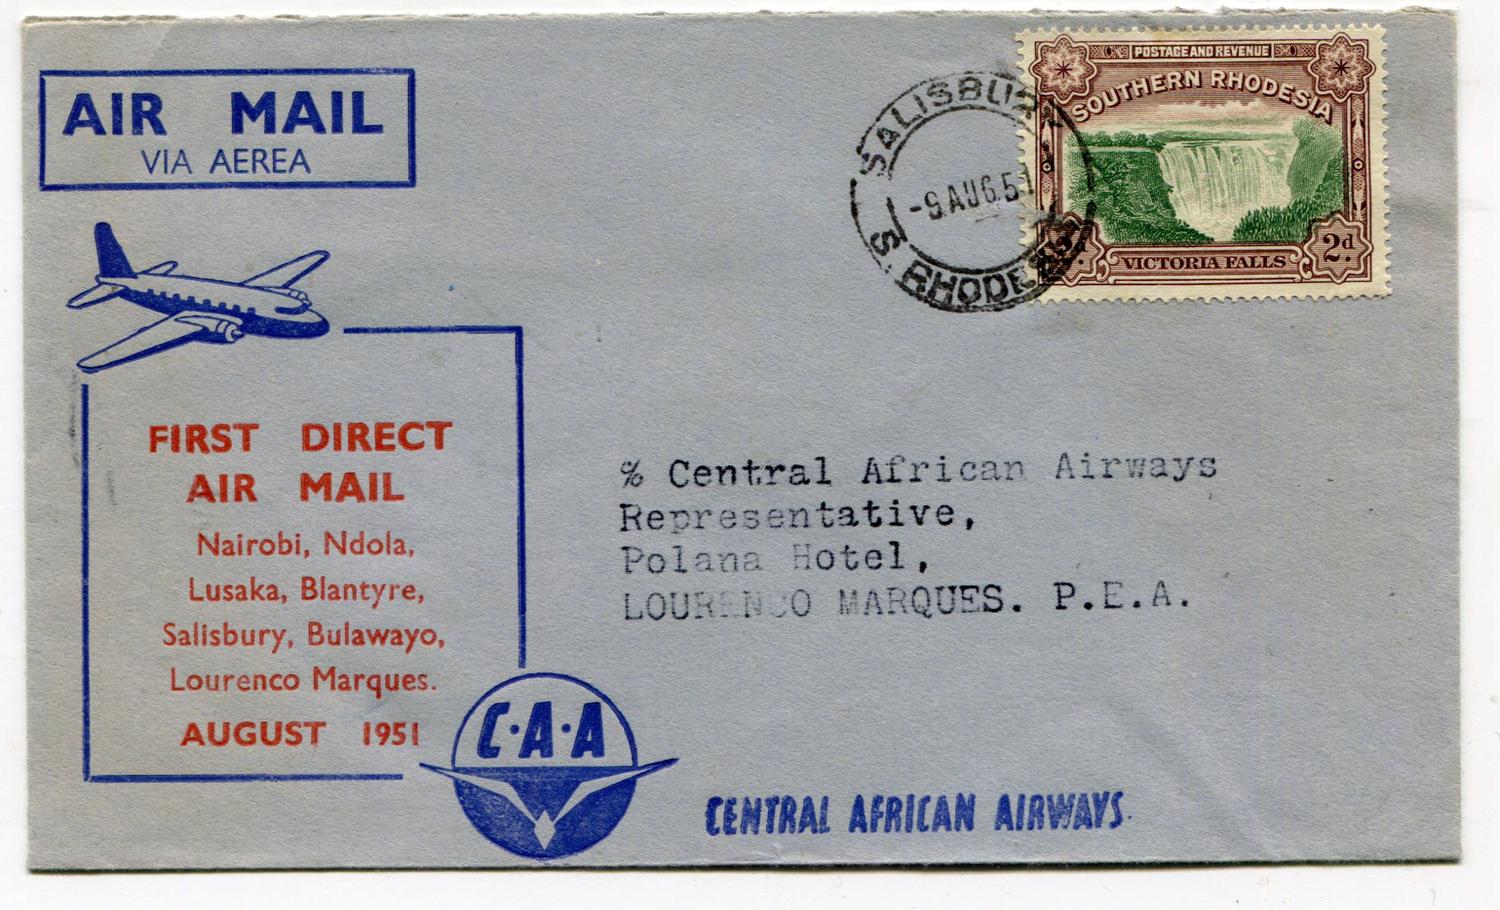 AIR MAIL
VIA AEREA
POSTAGE AND REVENUE
SOUTHERN RHODESIA
2d
VICTORIA FALLS
SALISBURY
-9 AUG 51
S. RHODESIA
FIRST DIRECT
AIR MAIL
Nairobi, Ndola,
Lusaka, Blantyre,
Salisbury, Bulawayo,
Lourenco Marques.
AUGUST 1951
% Central African Airways
Representative,
Polana Hotel,
LOURENCO MARQUES. P.E.A.
C·A·A
CENTRAL AFRICAN AIRWAYS.